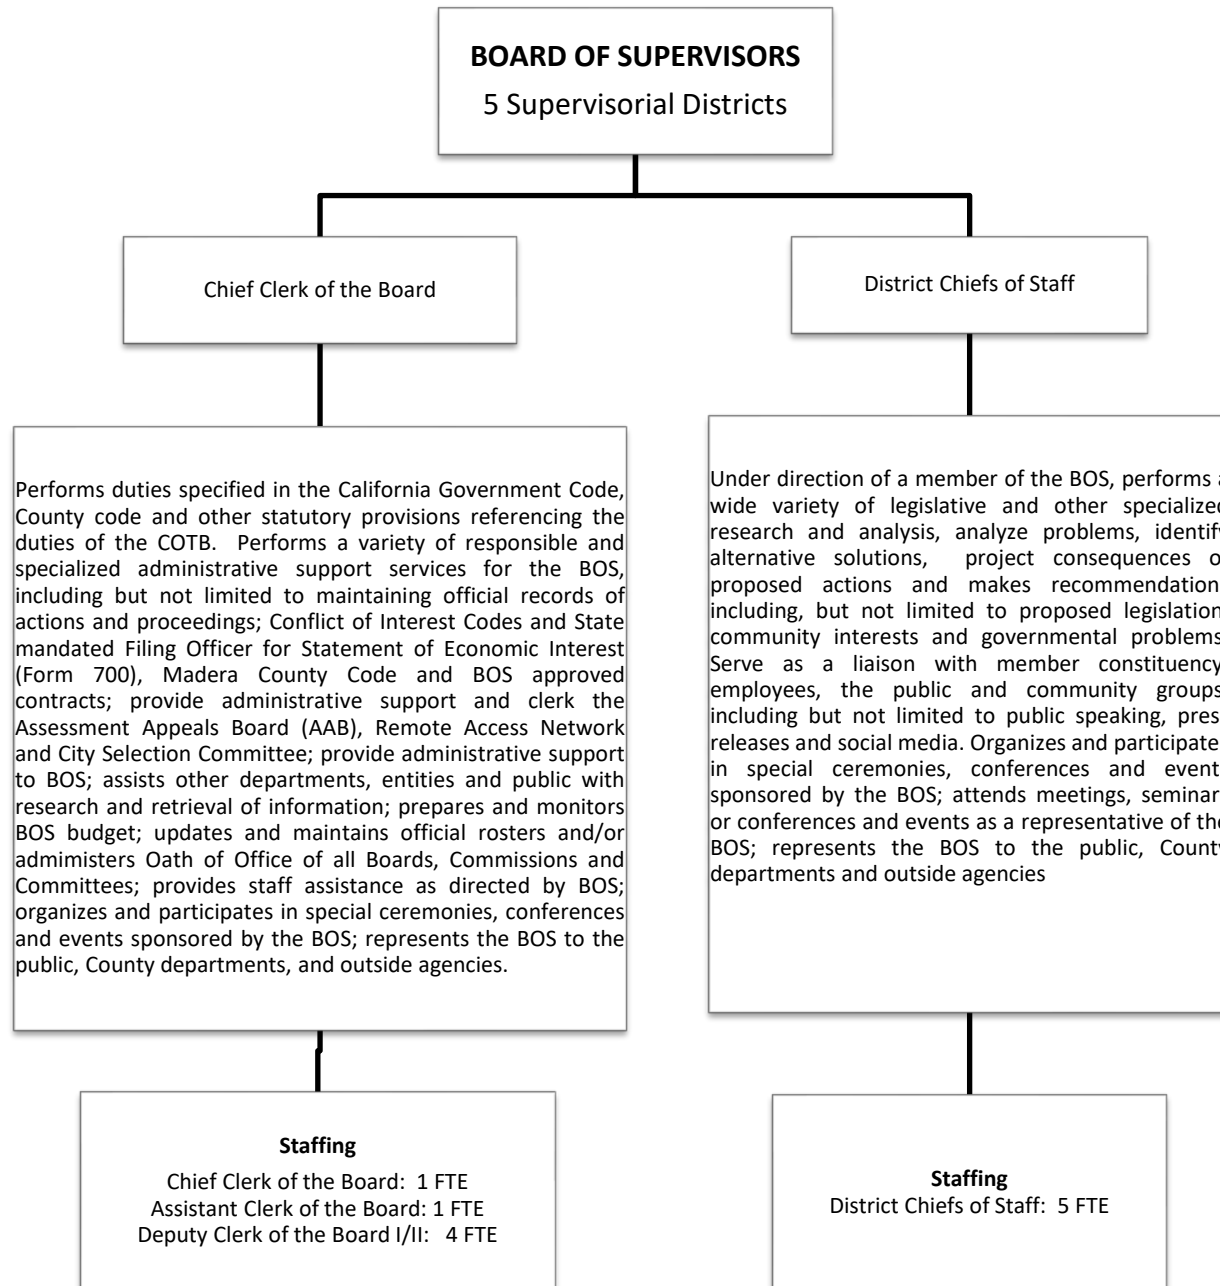 BOARD OF SUPERVISORS
5 Supervisorial Districts
Chief Clerk of the Board
District Chiefs of Staff
Performs duties specified in the California Government Code,
County code and other statutory provisions referencing the
duties of the COTB. Performs a variety of responsible and
specialized administrative support services for the BOS,
including but not limited to maintaining official records of
actions and proceedings; Conflict of Interest Codes and State
mandated Filing Officer for Statement of Economic Interest
(Form 700), Madera County Code and BOS approved
contracts; provide administrative support and clerk the
Assessment Appeals Board (AAB), Remote Access Network
and City Selection Committee; provide administrative support
to BOS; assists other departments, entities and public with
research and retrieval of information; prepares and monitors
BOS budget; updates and maintains official rosters and/or
admimisters Oath of Office of all Boards, Commissions and
Committees; provides staff assistance as directed by BOS;
organizes and participates in special ceremonies, conferences
and events sponsored by the BOS; represents the BOS to the
public, County departments, and outside agencies.
Under direction of a member of the BOS, performs a
wide variety of legislative and other specialized
research and analysis, analyze problems, identify
alternative solutions, project consequences o
proposed actions and makes recommendation
including, but not limited to proposed legislation
community interests and governmental problems
Serve as a liaison with member constituency
employees, the public and community groups
including but not limited to public speaking, pres
releases and social media. Organizes and participate
in special ceremonies, conferences and event
sponsored by the BOS; attends meetings, seminar
or conferences and events as a representative of the
BOS; represents the BOS to the public, County
departments and outside agencies
Staffing
Chief Clerk of the Board: 1 FTE
Assistant Clerk of the Board: 1 FTE
Deputy Clerk of the Board I/II: 4 FTE
Staffing
District Chiefs of Staff: 5 FTE